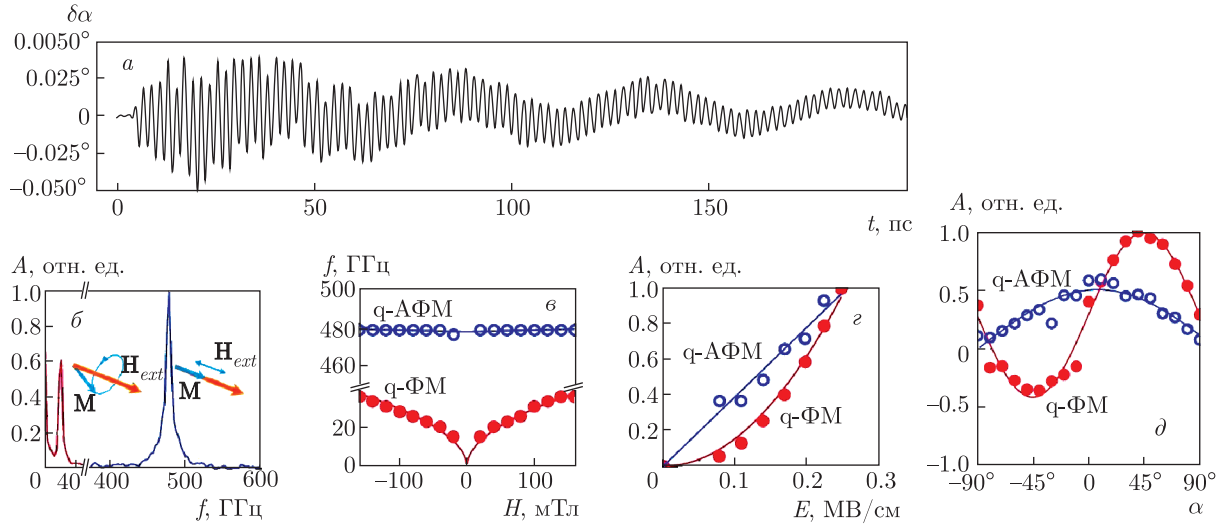 δα
0.0050°
0.025°
0
−0.025°
−0.050°
а
0 50 100 150
t, пс
A, отн. ед.
1.0
0.8
0.6
0.4
0.2
0
б
H_ext
M
H_ext
M
0 40 400 500 600
f, ГГц
f, ГГц
500
480
460
20
0
в
q-АФМ
q-ФМ
−100 0 100
H, мТл
A, отн. ед.
1.0
0.8
0.6
0.4
0.2
0
г
q-АФМ
q-ФМ
0 0.1 0.2 0.3
E, МВ/см
A, отн. ед.
1.0
0.5
0
−0.5
−1.0
q-АФМ
q-ФМ
д
−90° −45° 0 45° 90°
α